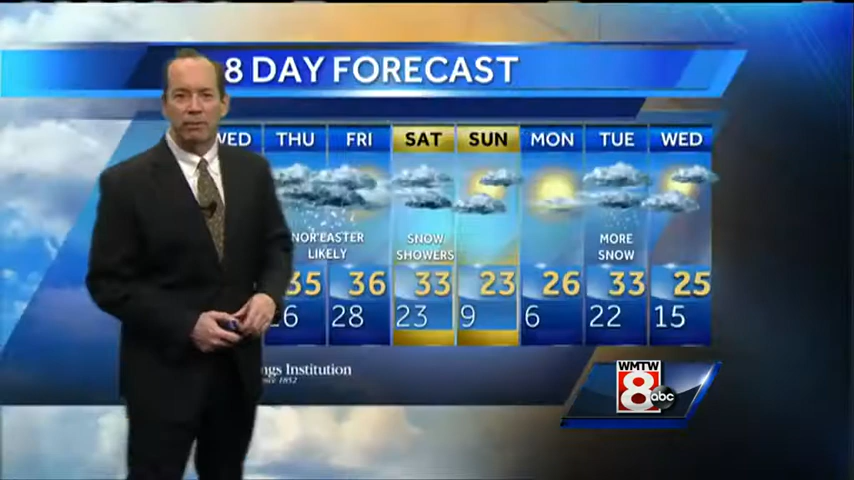 8 DAY FORECAST
WED THU FRI SAT SUN MON TUE WED
NOR'EASTER
LIKELY
SNOW
SHOWERS
MORE
SNOW
35 36 33 23 26 33 25
26 28 23 9 6 22 15
Institution
1852
WMTW
8
abc